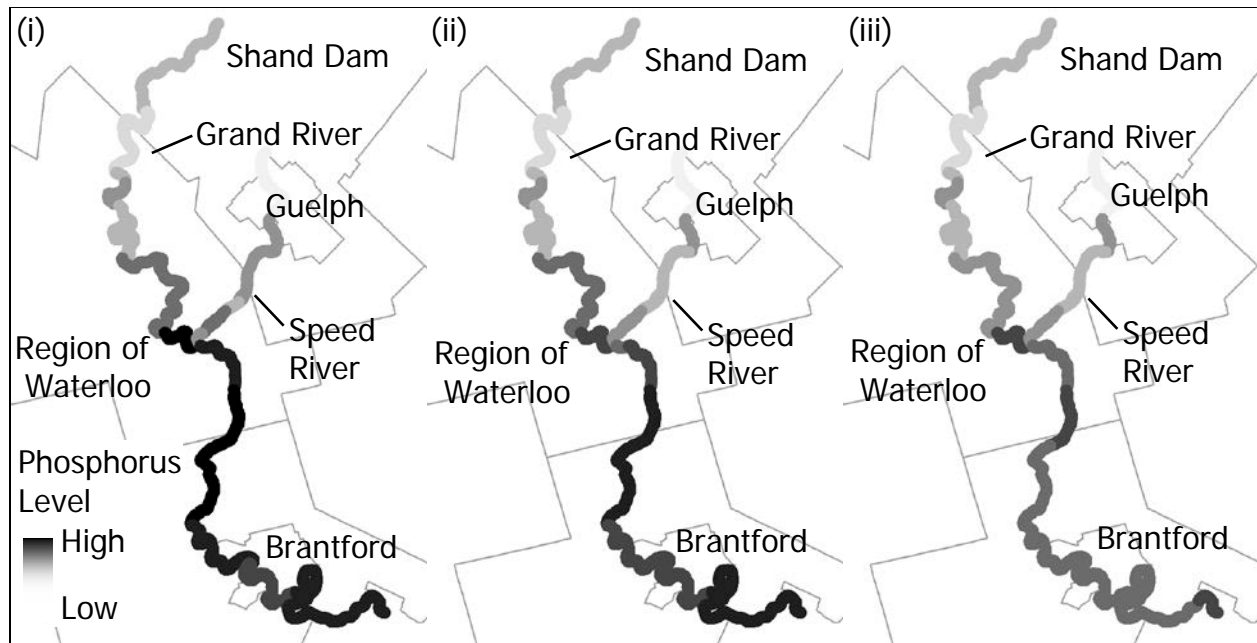 (i)
Shand Dam
Grand River
Guelph
Speed
River
Region of
Waterloo
Phosphorus
Level
High
Low
Brantford
(ii)
Shand Dam
Grand River
Guelph
Speed
River
Region of
Waterloo
Brantford
(iii)
Shand Dam
Grand River
Guelph
Speed
River
Region of
Waterloo
Brantford